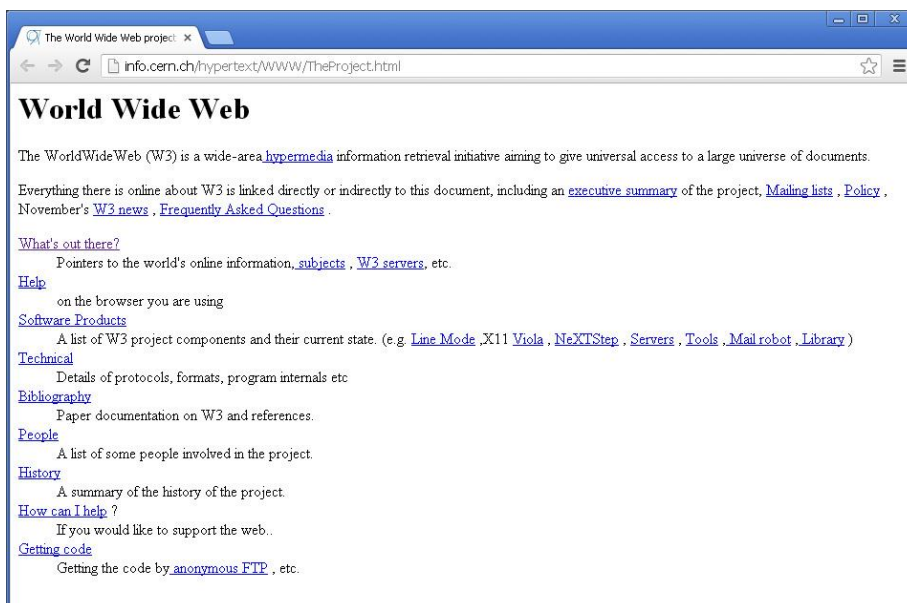 The World Wide Web project
info.cern.ch/hypertext/WWW/TheProject.html
World Wide Web
The WorldWideWeb (W3) is a wide-area hypermedia information retrieval initiative aiming to give universal access to a large universe of documents.
Everything there is online about W3 is linked directly or indirectly to this document, including an executive summary of the project, Mailing lists , Policy ,
November's W3 news , Frequently Asked Questions .
What's out there?
Pointers to the world's online information, subjects , W3 servers, etc.
Help
on the browser you are using
Software Products
A list of W3 project components and their current state. (e.g. Line Mode ,X11 Viola , NeXTStep , Servers , Tools , Mail robot , Library )
Technical
Details of protocols, formats, program internals etc
Bibliography
Paper documentation on W3 and references.
People
A list of some people involved in the project.
History
A summary of the history of the project.
How can I help ?
If you would like to support the web..
Getting code
Getting the code by anonymous FTP , etc.